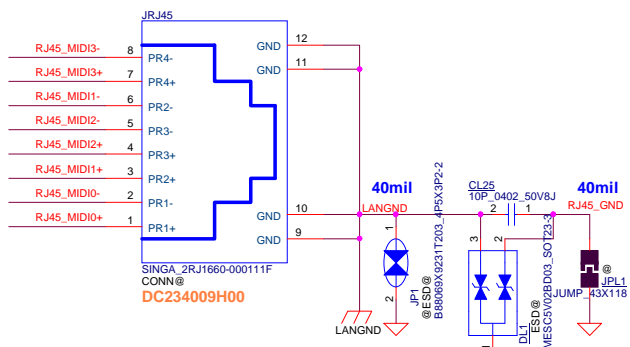 JRJ45
RJ45_MIDI3- 8 PR4- GND 12
RJ45_MIDI3+ 7 PR4+ GND 11
RJ45_MIDI1- 6 PR2-
RJ45_MIDI2- 5 PR3-
RJ45_MIDI2+ 4 PR3+
RJ45_MIDI1+ 3 PR2+
RJ45_MIDI0- 2 PR1- GND 10
RJ45_MIDI0+ 1 PR1+ GND 9
SINGA_2RJ1660-000111F
CONN@
DC234009H00
LANGND
40mil
LANGND
1
2
JP1
@ESD@
B88069X9231T203_4P5X3P2-2
CL25
10P_0402_50V8J
2 1
3
2
1
DL1
ESD@
MESC5V02BD03_SOT23-3
40mil
RJ45_GND
@
JPL1
JUMP_43X118